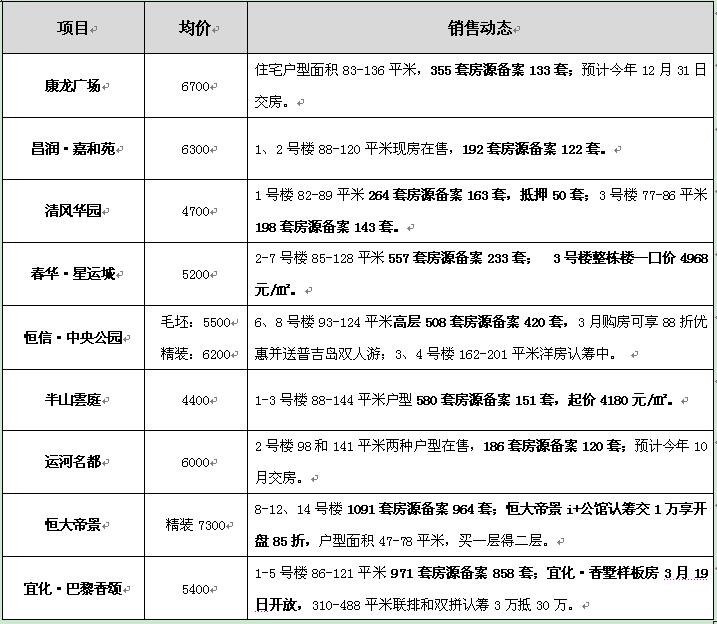 项目 均价 销售动态
康龙广场 6700 住宅户型面积 83-136 平米，355 套房源备案 133 套；预计今年 12 月 31 日
交房。
昌润·嘉和苑 6300 1、2 号楼 88-120 平米现房在售，192 套房源备案 122 套。
清风华园 4700 1 号楼 82-89 平米 264 套房源备案 163 套，抵押 50 套；3 号楼 77-86 平米
198 套房源备案 143 套。
春华·星运城 5200 2-7 号楼 85-128 平米 557 套房源备案 233 套； 3 号楼整栋楼一口价 4968
元/㎡。
恒信·中央公园 毛坯：5500 6、8 号楼 93-124 平米高层 508 套房源备案 420 套，3 月购房可享 88 折优
精装：6200 惠并送普吉岛双人游；3、4 号楼 162-201 平米洋房认筹中。
半山雲庭 4400 1-3 号楼 88-144 平米户型 580 套房源备案 151 套，起价 4180 元/㎡。
运河名都 6000 2 号楼 98 和 141 平米两种户型在售，186 套房源备案 120 套；预计今年 10
月交房。
恒大帝景 精装 7300 8-12、14 号楼 1091 套房源备案 964 套；恒大帝景 i+公馆认筹交 1 万享开
盘 85 折，户型面积 47-78 平米，买一层得二层。
宜化·巴黎香颂 5400 1-5 号楼 86-121 平米 971 套房源备案 858 套；宜化·香墅样板房 3 月 19
日开放，310-488 平米联排和双拼认筹 3 万抵 30 万。